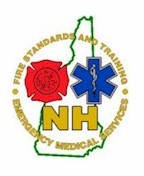 FIRE STANDARDS AND TRAINING
NH
EMERGENCY MEDICAL SERVICES